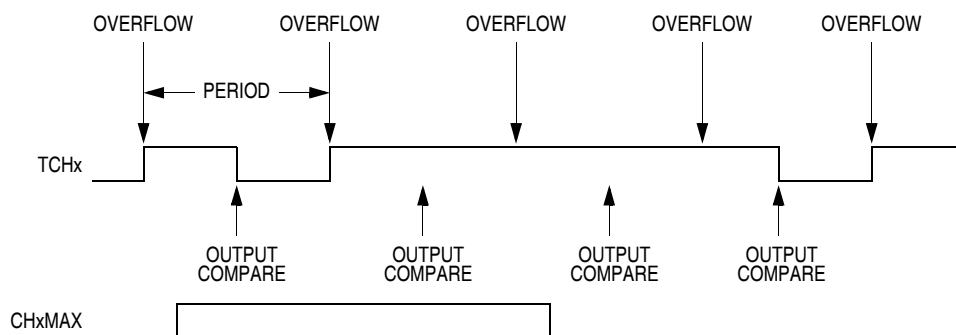 OVERFLOW OVERFLOW OVERFLOW OVERFLOW OVERFLOW
PERIOD
TCHx
OUTPUT COMPARE
OUTPUT COMPARE
OUTPUT COMPARE
OUTPUT COMPARE
CHxMAX